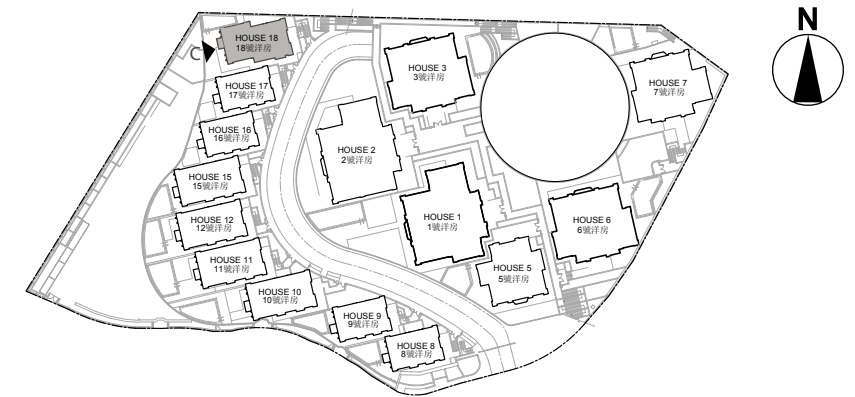 N
HOUSE 18
18號洋房
C
HOUSE 3
3號洋房
HOUSE 7
7號洋房
HOUSE 17
17號洋房
HOUSE 16
16號洋房
HOUSE 2
2號洋房
HOUSE 15
15號洋房
HOUSE 12
12號洋房
HOUSE 1
1號洋房
HOUSE 6
6號洋房
HOUSE 11
11號洋房
HOUSE 5
5號洋房
HOUSE 10
10號洋房
HOUSE 9
9號洋房
HOUSE 8
8號洋房